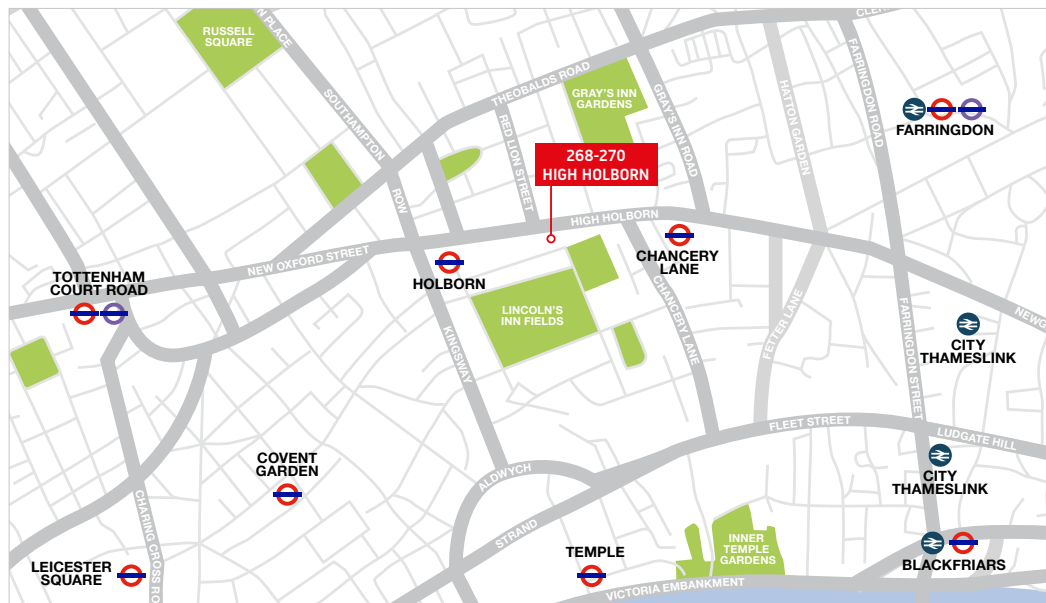 RUSSELL
SQUARE
N PLACE
SOUTHAMPTON
ROW
THEOBALDS ROAD
GRAY'S INN
GARDENS
GRAY'S INN ROAD
RED LION STREET
HATTON GARDEN
FARRINGDON ROAD
CLE
FARRINGDON
268-270
HIGH HOLBORN
HIGH HOLBORN
NEW OXFORD STREET
TOTTENHAM
COURT ROAD
HOLBORN
CHANCERY
LANE
LINCOLN'S
INN FIELDS
KINGSWAY
CHANCERY LANE
FETTER LANE
FARRINGDON STREET
NEWG
CITY
THAMESLINK
FLEET STREET
LUDGATE HILL
CITY
THAMESLINK
COVENT
GARDEN
ALDWYCH
STRAND
CHARING CROSS RO
LEICESTER
SQUARE
TEMPLE
INNER
TEMPLE
GARDENS
BLACKFRIARS
VICTORIA EMBANKMENT